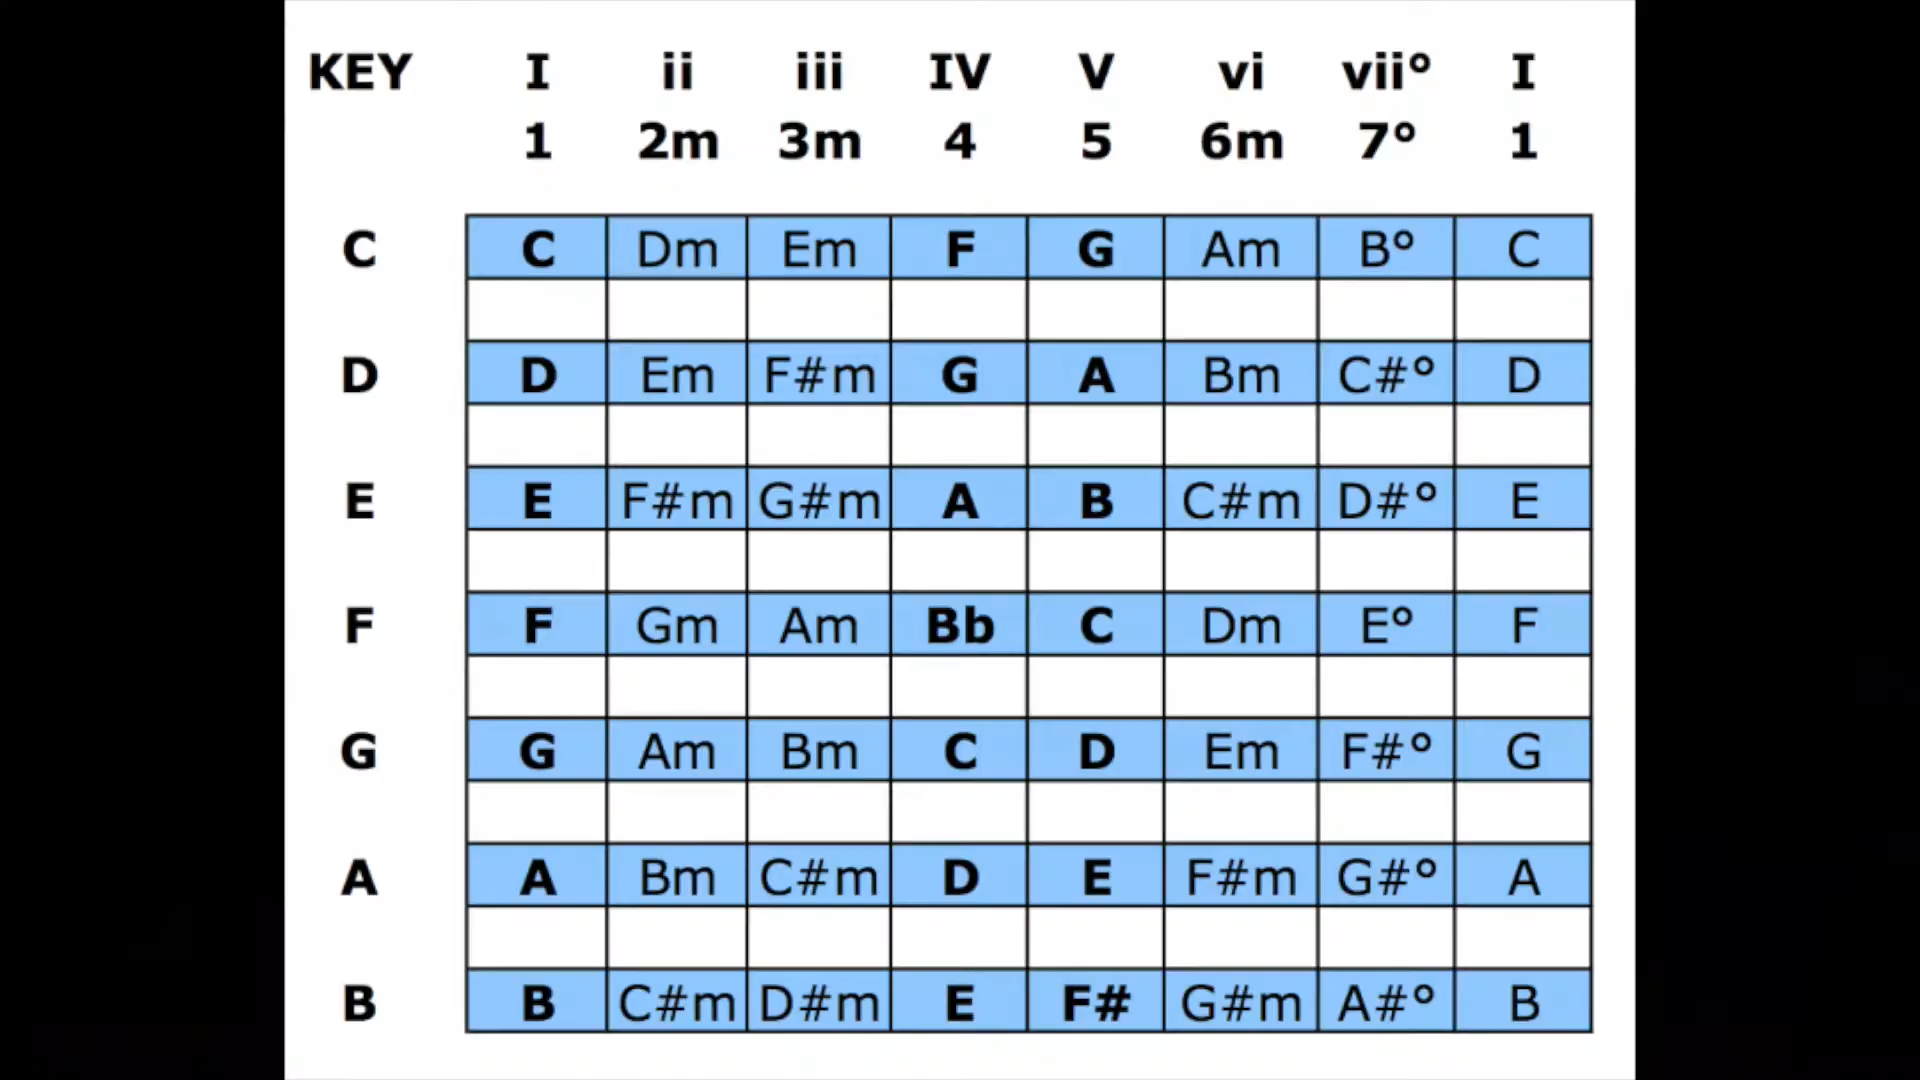 KEY I ii iii IV V vi vii° I
1 2m 3m 4 5 6m 7° 1
C C Dm Em F G Am B° C
D D Em F#m G A Bm C#° D
E E F#m G#m A B C#m D#° E
F F Gm Am Bb C Dm E° F
G G Am Bm C D Em F#° G
A A Bm C#m D E F#m G#° A
B B C#m D#m E F# G#m A#° B